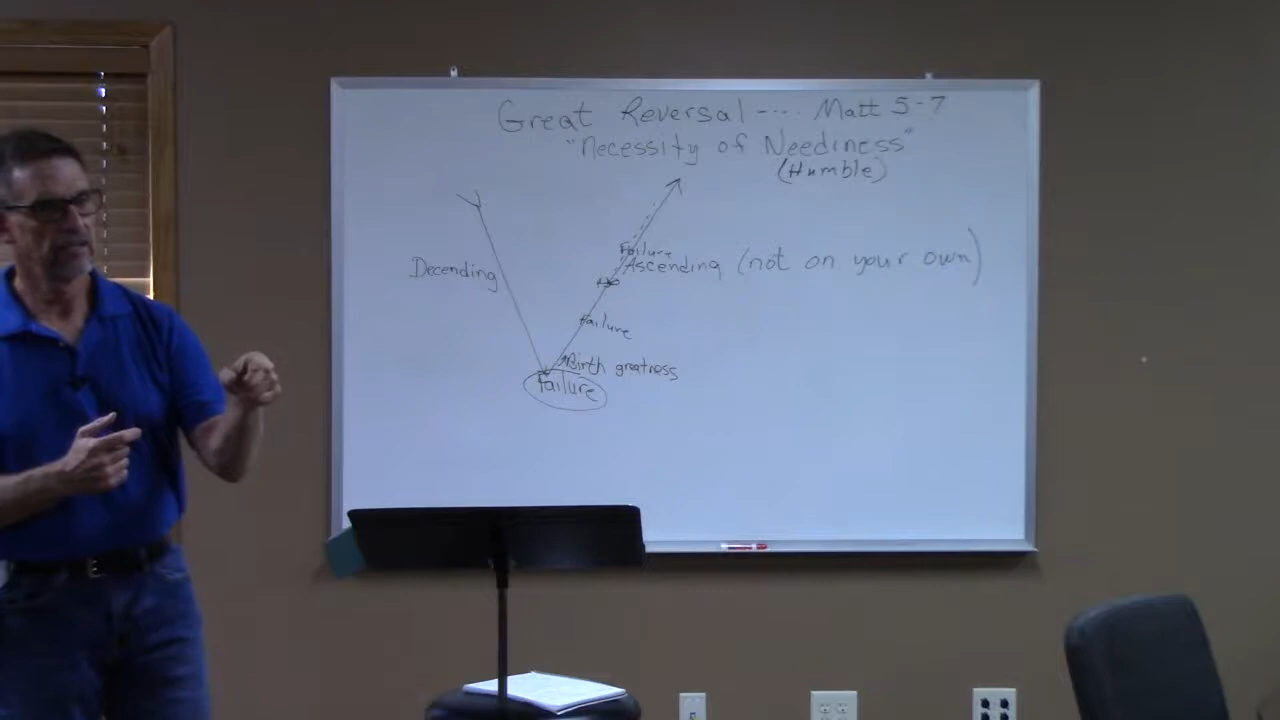 Great Reversal ---- Matt 5-7
"Necessity of Neediness"
(Humble)
Failure
Decending
Ascending (not on your own)
Failure
Birth greatness
Failure